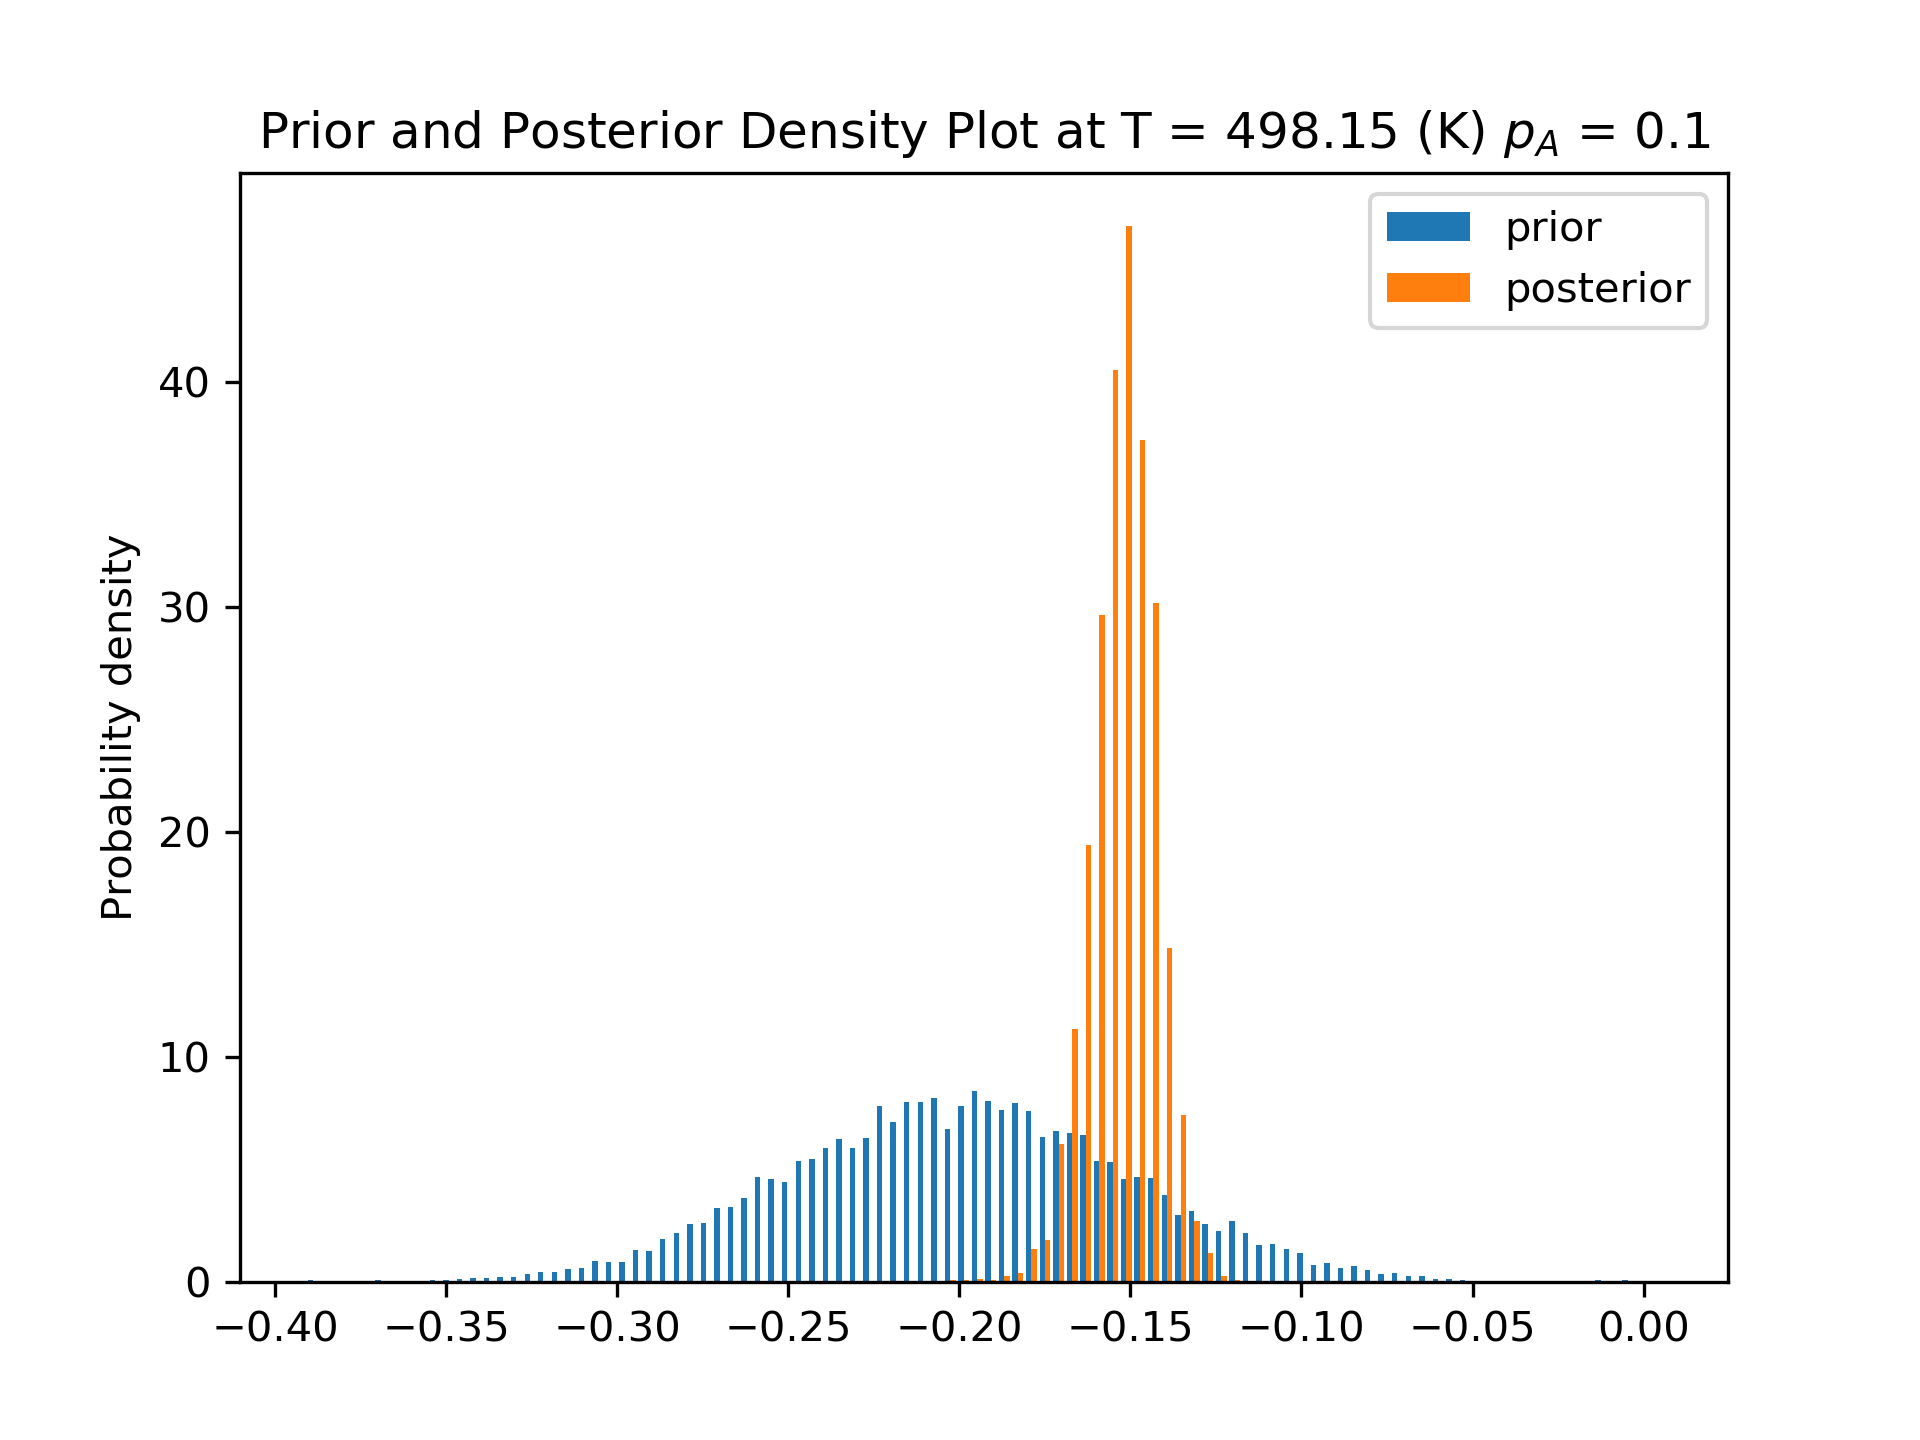 Prior and Posterior Density Plot at T = 498.15 (K) p_A = 0.1
prior
posterior
Probability density
40
30
20
10
0
−0.40 −0.35 −0.30 −0.25 −0.20 −0.15 −0.10 −0.05 0.00